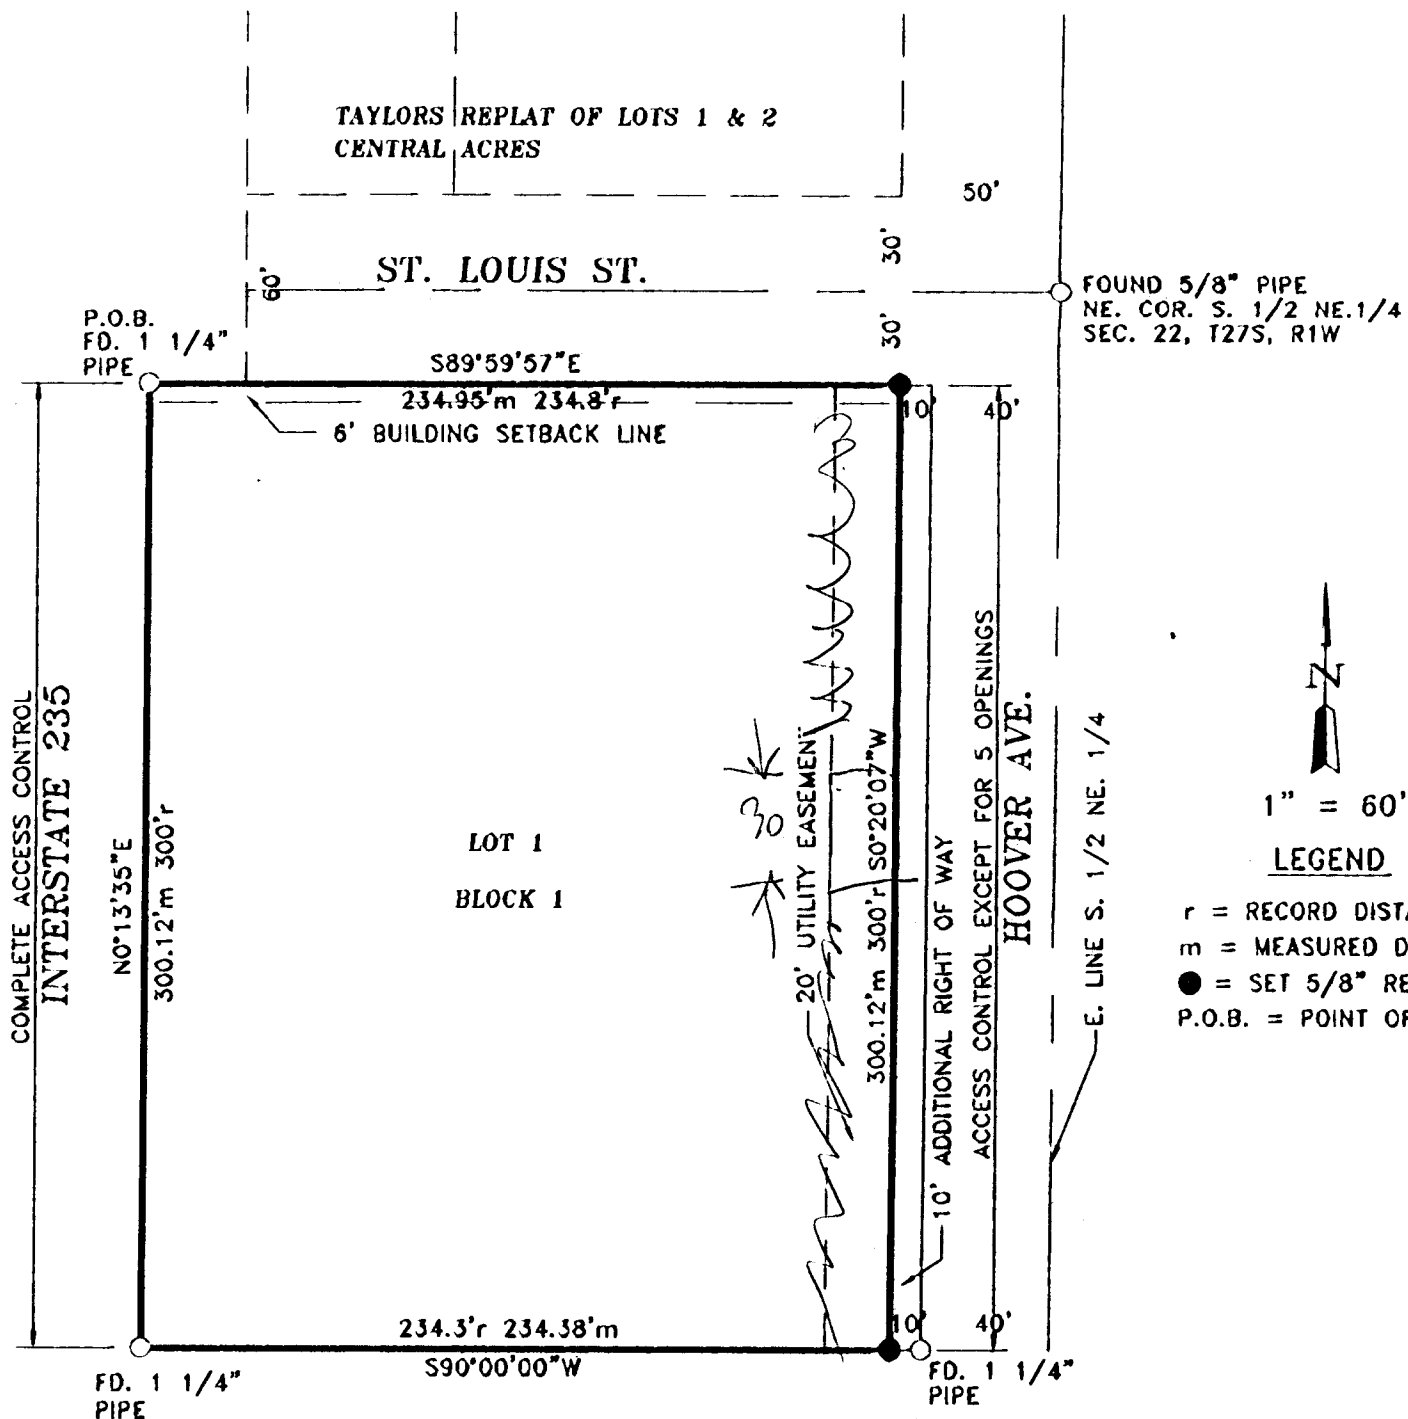 TAYLORS REPLAT OF LOTS 1 & 2
CENTRAL ACRES
50'
30'
ST. LOUIS ST.
60'
30'
FOUND 5/8" PIPE
NE. COR. S. 1/2 NE.1/4
SEC. 22, T27S, R1W
P.O.B.
FD. 1 1/4"
PIPE
S89°59'57"E
234.95'm 234.8'r
10' 40'
6' BUILDING SETBACK LINE
COMPLETE ACCESS CONTROL
INTERSTATE 235
N0°13'35"E
300.12'm 300'r
LOT 1
BLOCK 1
30
20' UTILITY EASEMENT
300.12'm 300'r S0°20'07"W
10' ADDITIONAL RIGHT OF WAY
ACCESS CONTROL EXCEPT FOR 5 OPENINGS
HOOVER AVE.
E. LINE S. 1/2 NE. 1/4
N
1" = 60'
LEGEND
r = RECORD
m = MEASURED
= SET 5/8"
P.O.B. = POINT
234.3'r 234.38'm
S90°00'00"W
10' 40'
FD. 1 1/4"
PIPE
FD. 1 1/4"
PIPE